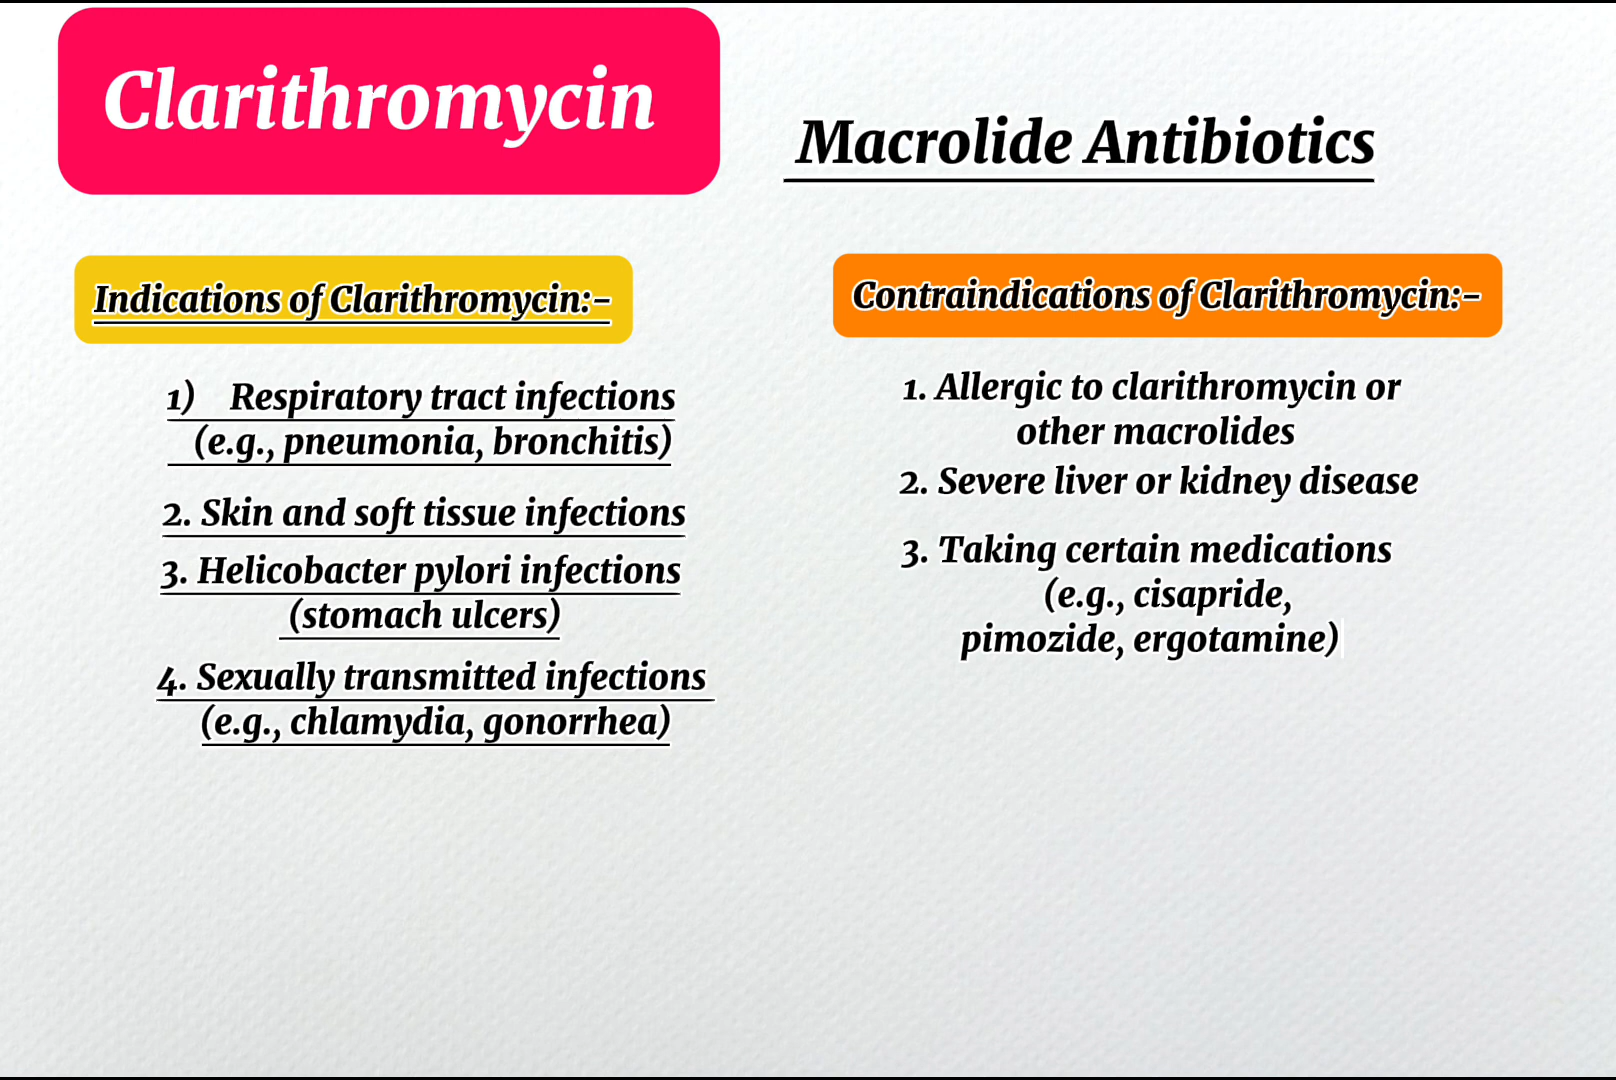 Clarithromycin
Macrolide Antibiotics
Indications of Clarithromycin:-
1) Respiratory tract infections
(e.g., pneumonia, bronchitis)
2. Skin and soft tissue infections
3. Helicobacter pylori infections
(stomach ulcers)
4. Sexually transmitted infections
(e.g., chlamydia, gonorrhea)
Contraindications of Clarithromycin:-
1. Allergic to clarithromycin or
other macrolides
2. Severe liver or kidney disease
3. Taking certain medications
(e.g., cisapride,
pimozide, ergotamine)